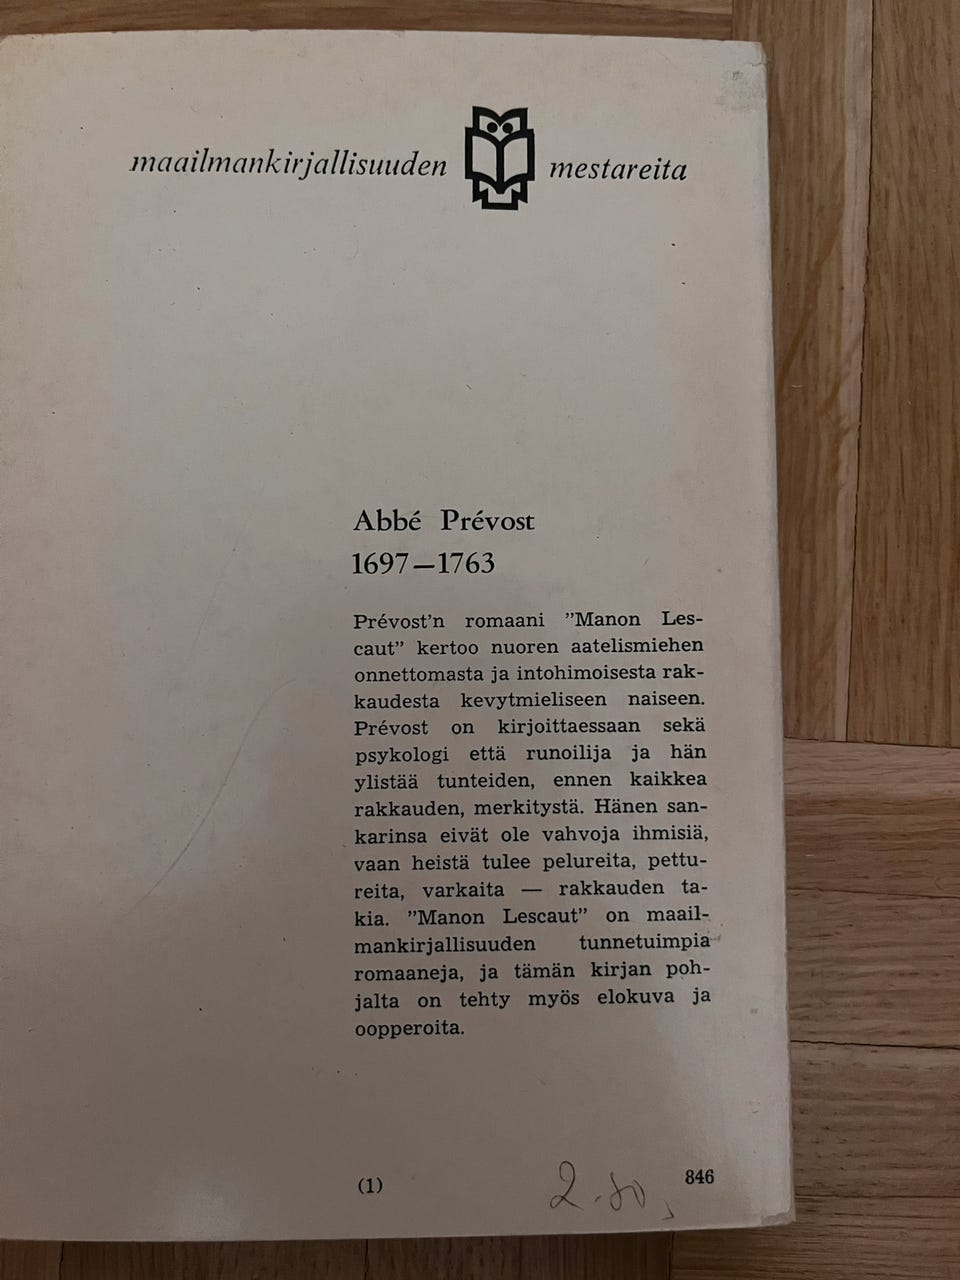 maailmankirjallisuuden mestareita
Abbé Prévost
1697—1763
Prévost'n romaani ”Manon Les-
caut” kertoo nuoren aatelismiehen
onnettomasta ja intohimoisesta rak-
kaudesta kevytmieliseen naiseen.
Prévost on kirjoittaessaan sekä
psykologi että runoilija ja hän
ylistää tunteiden, ennen kaikkea
rakkauden, merkitystä. Hänen san-
karinsa eivät ole vahvoja ihmisiä,
vaan heistä tulee pelureita, pettu-
reita, varkaita — rakkauden ta-
kia. ”Manon Lescaut” on maail-
mankirjallisuuden tunnetuimpia
romaaneja, ja tämän kirjan poh-
jalta on tehty myös elokuva ja
oopperoita.
(1) 846